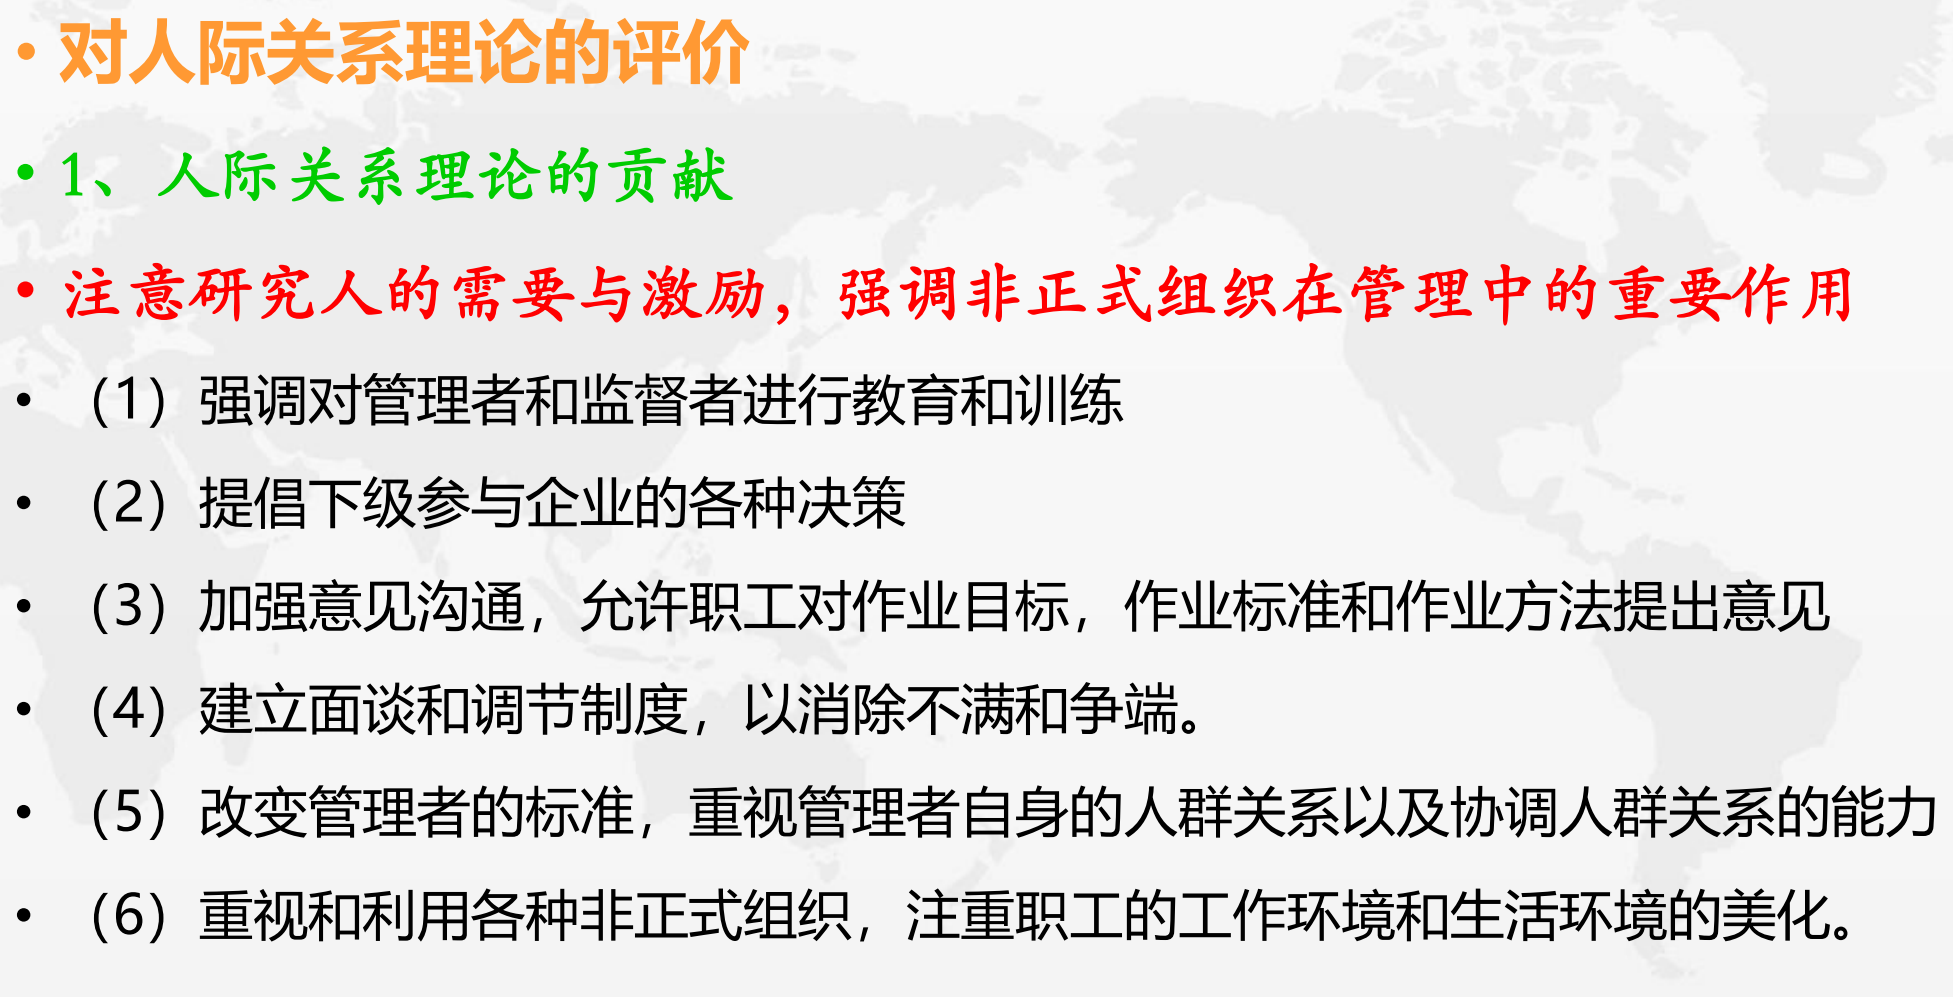 • 对人际关系理论的评价
• 1、人际关系理论的贡献
• 注意研究人的需要与激励，强调非正式组织在管理中的重要作用
• （1）强调对管理者和监督者进行教育和训练
• （2）提倡下级参与企业的各种决策
• （3）加强意见沟通，允许职工对作业目标，作业标准和作业方法提出意见
• （4）建立面谈和调节制度，以消除不满和争端。
• （5）改变管理者的标准，重视管理者自身的人群关系以及协调人群关系的能力
• （6）重视和利用各种非正式组织，注重职工的工作环境和生活环境的美化。